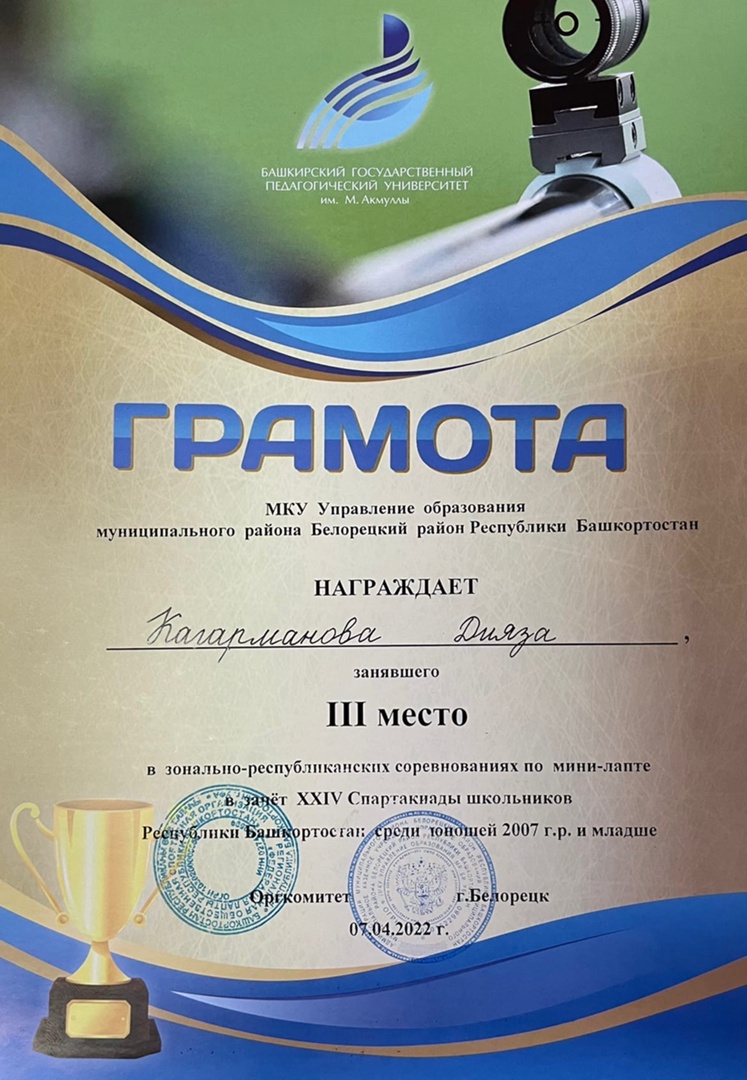 БАШКИРСКИЙ ГОСУДАРСТВЕННЫЙ
ПЕДАГОГИЧЕСКИЙ УНИВЕРСИТЕТ
им. М. Акмуллы
ГРАМОТА
МКУ Управление образования
муниципального района Белорецкий район Республики Башкортостан
НАГРАЖДАЕТ
Кагарманова Дияза,
занявшего
III место
в зонально-республиканских соревнованиях по мини-лапте
в зачёт XXIV Спартакиады школьников
Республики Башкортостан среди юношей 2007 г.р. и младше
Оргкомитет г.Белорецк
07.04.2022 г.